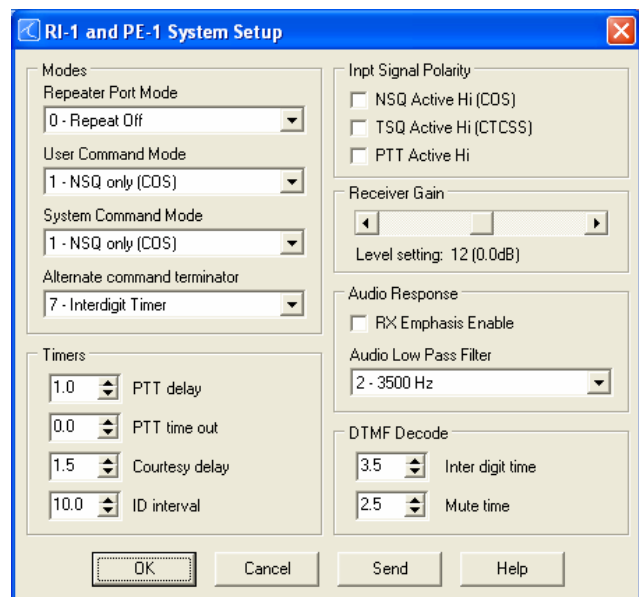 RI-1 and PE-1 System Setup
Modes
Repeater Port Mode
0 - Repeat Off
User Command Mode
1 - NSQ only (COS)
System Command Mode
1 - NSQ only (COS)
Alternate command terminator
7 - Interdigit Timer
Timers
1.0 PTT delay
0.0 PTT time out
1.5 Courtesy delay
10.0 ID interval
Inpt Signal Polarity
NSQ Active Hi (COS)
TSQ Active Hi (CTCSS)
PTT Active Hi
Receiver Gain
Level setting: 12 (0.0dB)
Audio Response
RX Emphasis Enable
Audio Low Pass Filter
2 - 3500 Hz
DTMF Decode
3.5 Inter digit time
2.5 Mute time
OK Cancel Send Help